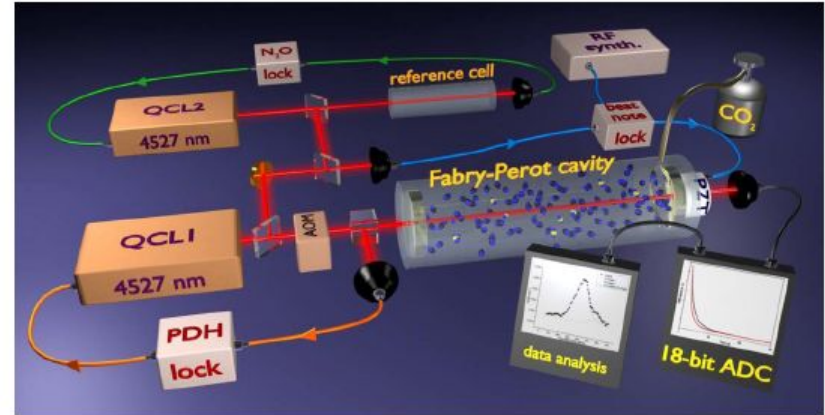 N₂O
lock
RF
synth.
reference cell
QCL2
4527 nm
beat
note
lock
CO₂
Fabry-Perot cavity
PZT
QCL1
4527 nm
AOM
PDH
lock
data analysis
18-bit ADC